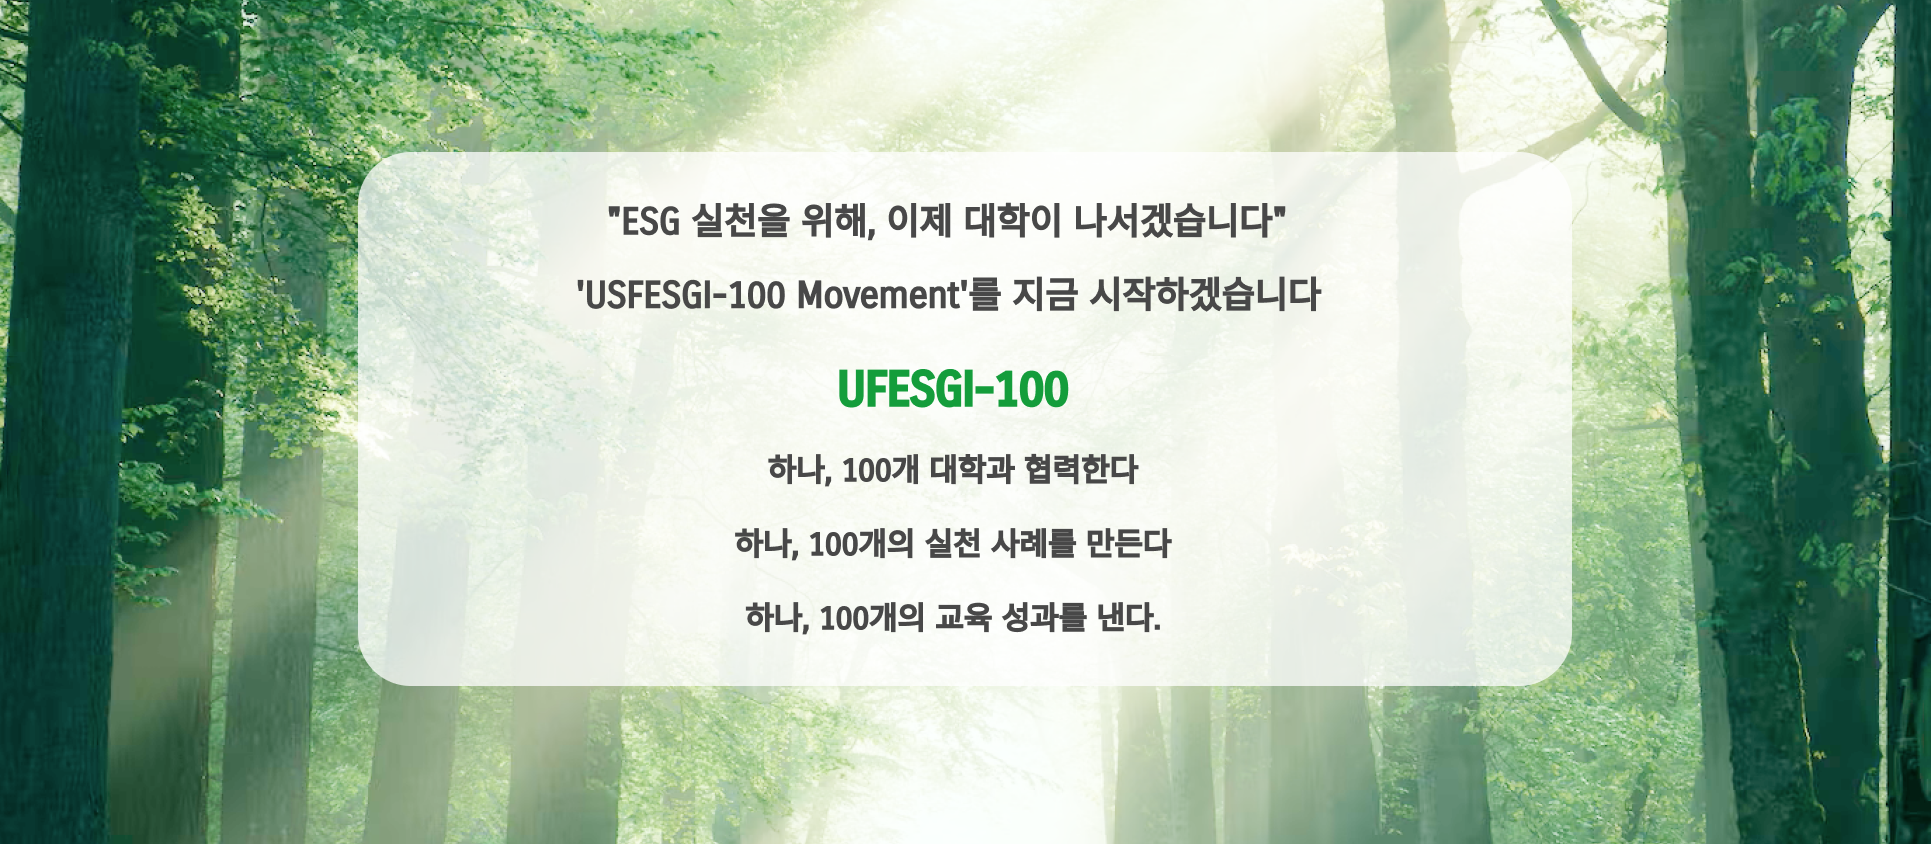 "ESG 실천을 위해, 이제 대학이 나서겠습니다"
'USFESGI-100 Movement'를 지금 시작하겠습니다
UFESGI-100
하나, 100개 대학과 협력한다
하나, 100개의 실천 사례를 만든다
하나, 100개의 교육 성과를 낸다.